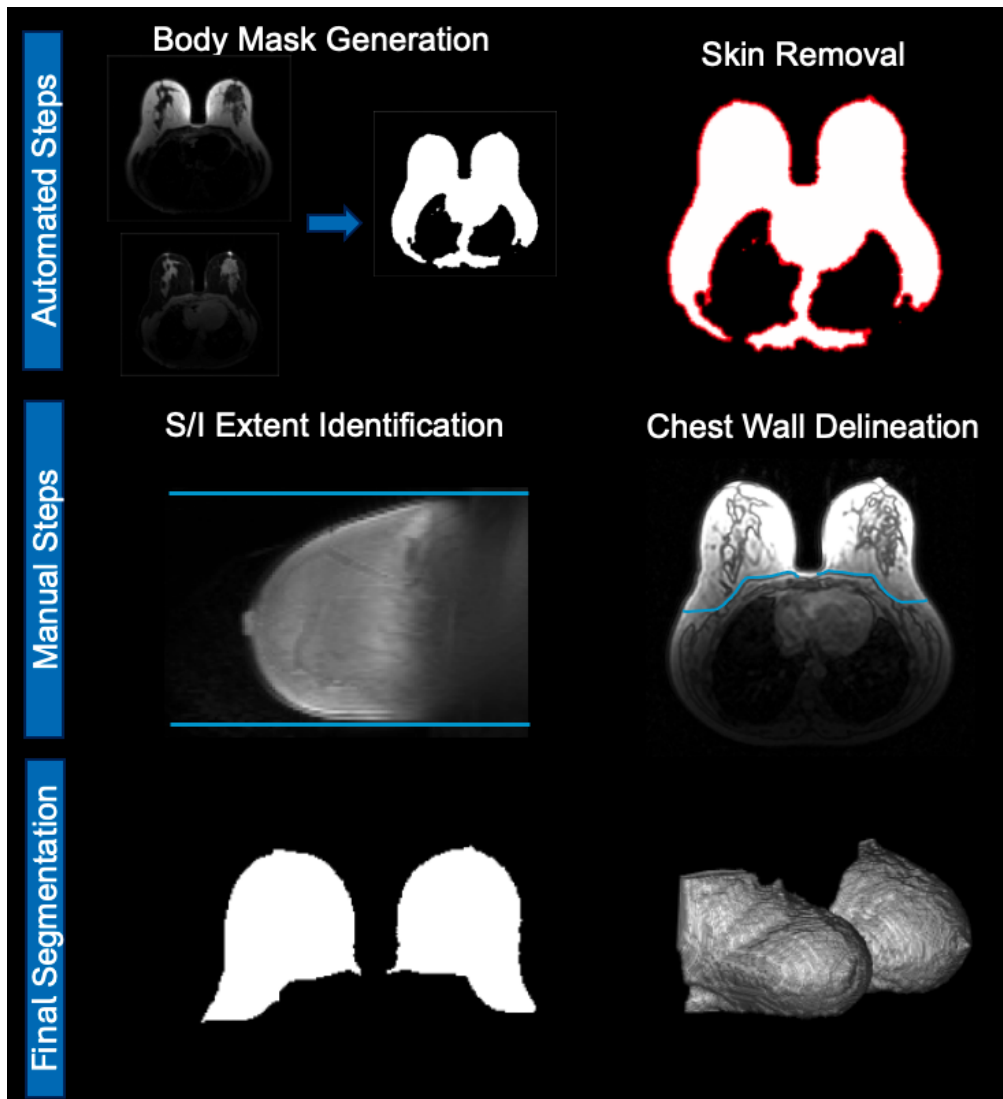 Automated Steps
Body Mask Generation
Skin Removal
Manual Steps
S/I Extent Identification
Chest Wall Delineation
Final Segmentation